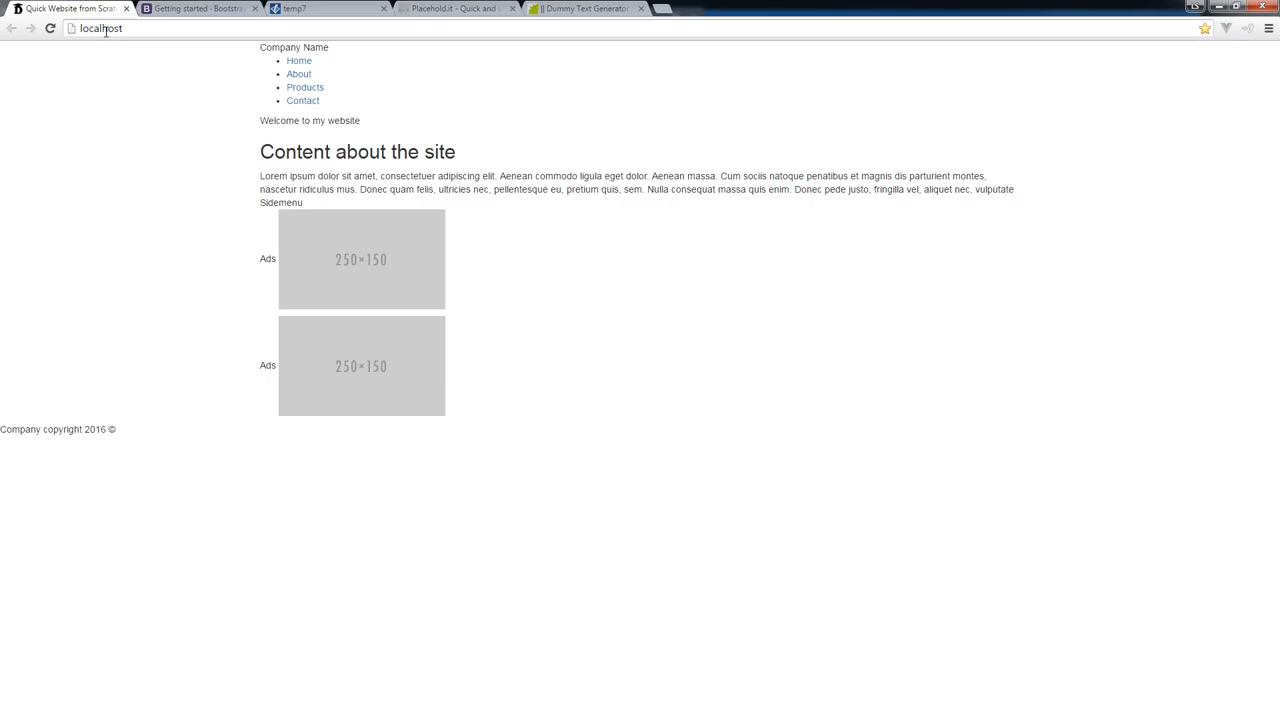 Quick Website from Scrat
Getting started · Bootstrap
temp7
Placehold.it - Quick and s
|| Dummy Text Generator
LS
localhost
Company Name
Home
About
Products
Contact
Welcome to my website
Content about the site
Lorem ipsum dolor sit amet, consectetuer adipiscing elit. Aenean commodo ligula eget dolor. Aenean massa. Cum sociis natoque penatibus et magnis dis parturient montes,
nascetur ridiculus mus. Donec quam felis, ultricies nec, pellentesque eu, pretium quis, sem. Nulla consequat massa quis enim. Donec pede justo, fringilla vel, aliquet nec, vulputate
Sidemenu
Ads
250×150
Ads
250×150
Company copyright 2016 ©